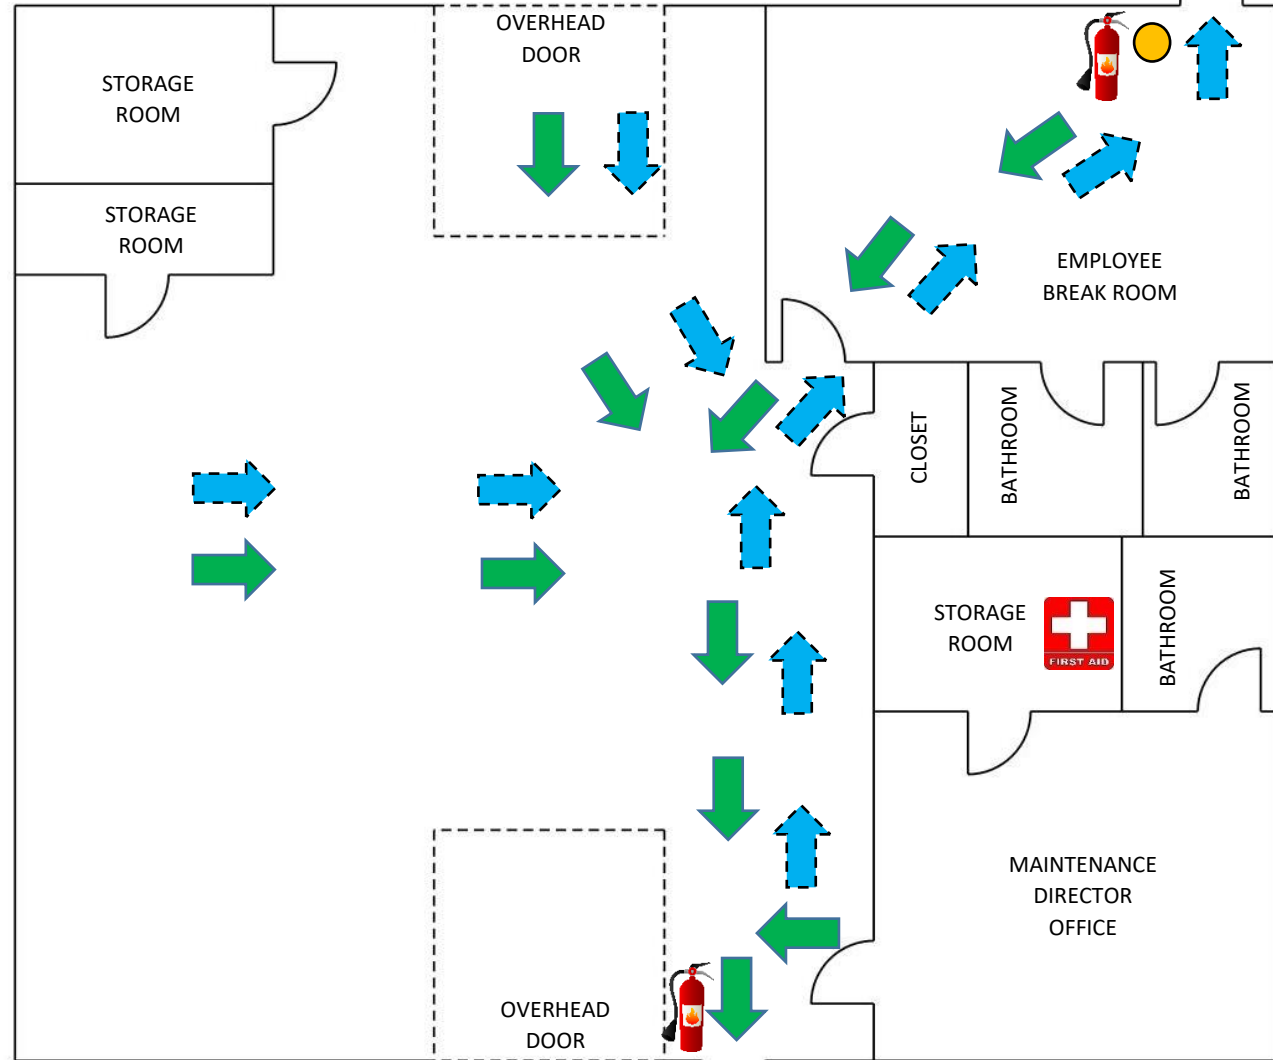 OVERHEAD
DOOR
STORAGE
ROOM
STORAGE
ROOM
EMPLOYEE
BREAK ROOM
CLOSET
BATHROOM
BATHROOM
STORAGE
ROOM
FIRST AID
BATHROOM
MAINTENANCE
DIRECTOR
OFFICE
OVERHEAD
DOOR